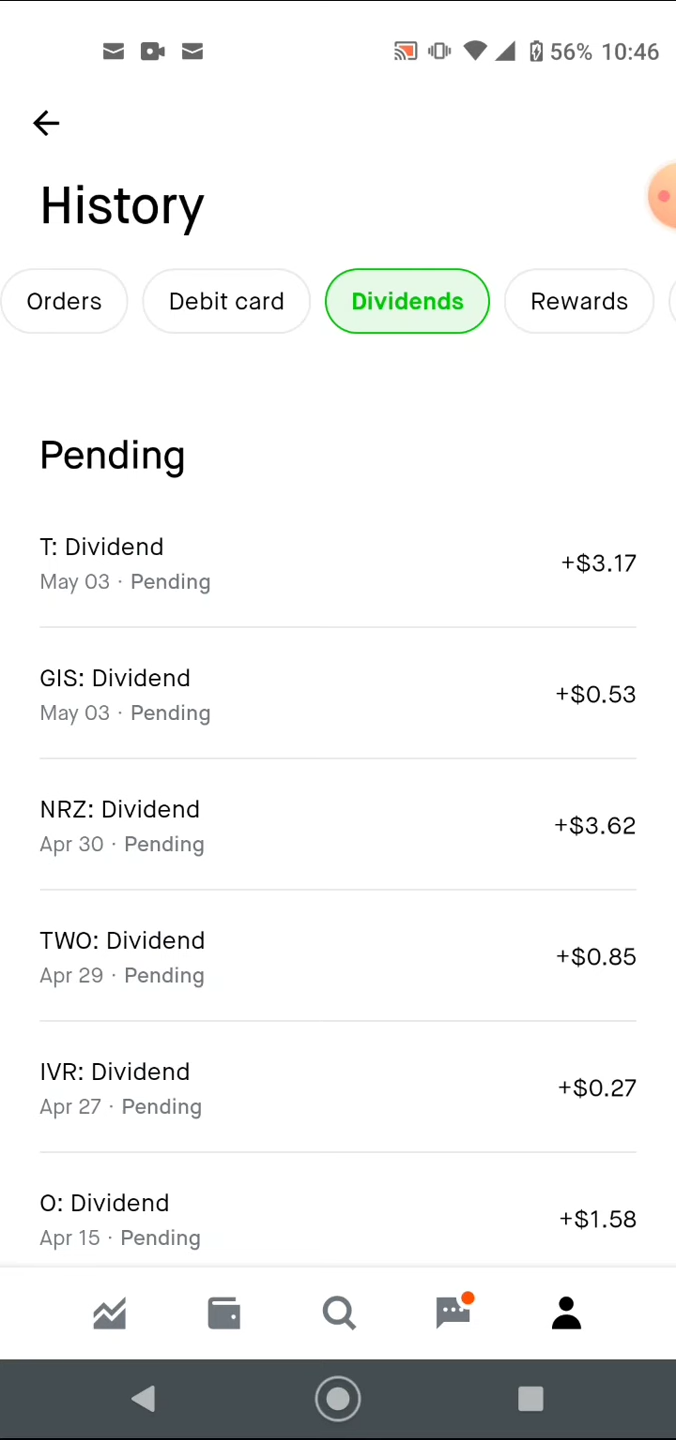 56% 10:46
History
Orders Debit card Dividends Rewards
Pending
T: Dividend
+$3.17
May 03 · Pending
GIS: Dividend
+$0.53
May 03 · Pending
NRZ: Dividend
+$3.62
Apr 30 · Pending
TWO: Dividend
+$0.85
Apr 29 · Pending
IVR: Dividend
+$0.27
Apr 27 · Pending
O: Dividend
+$1.58
Apr 15 · Pending